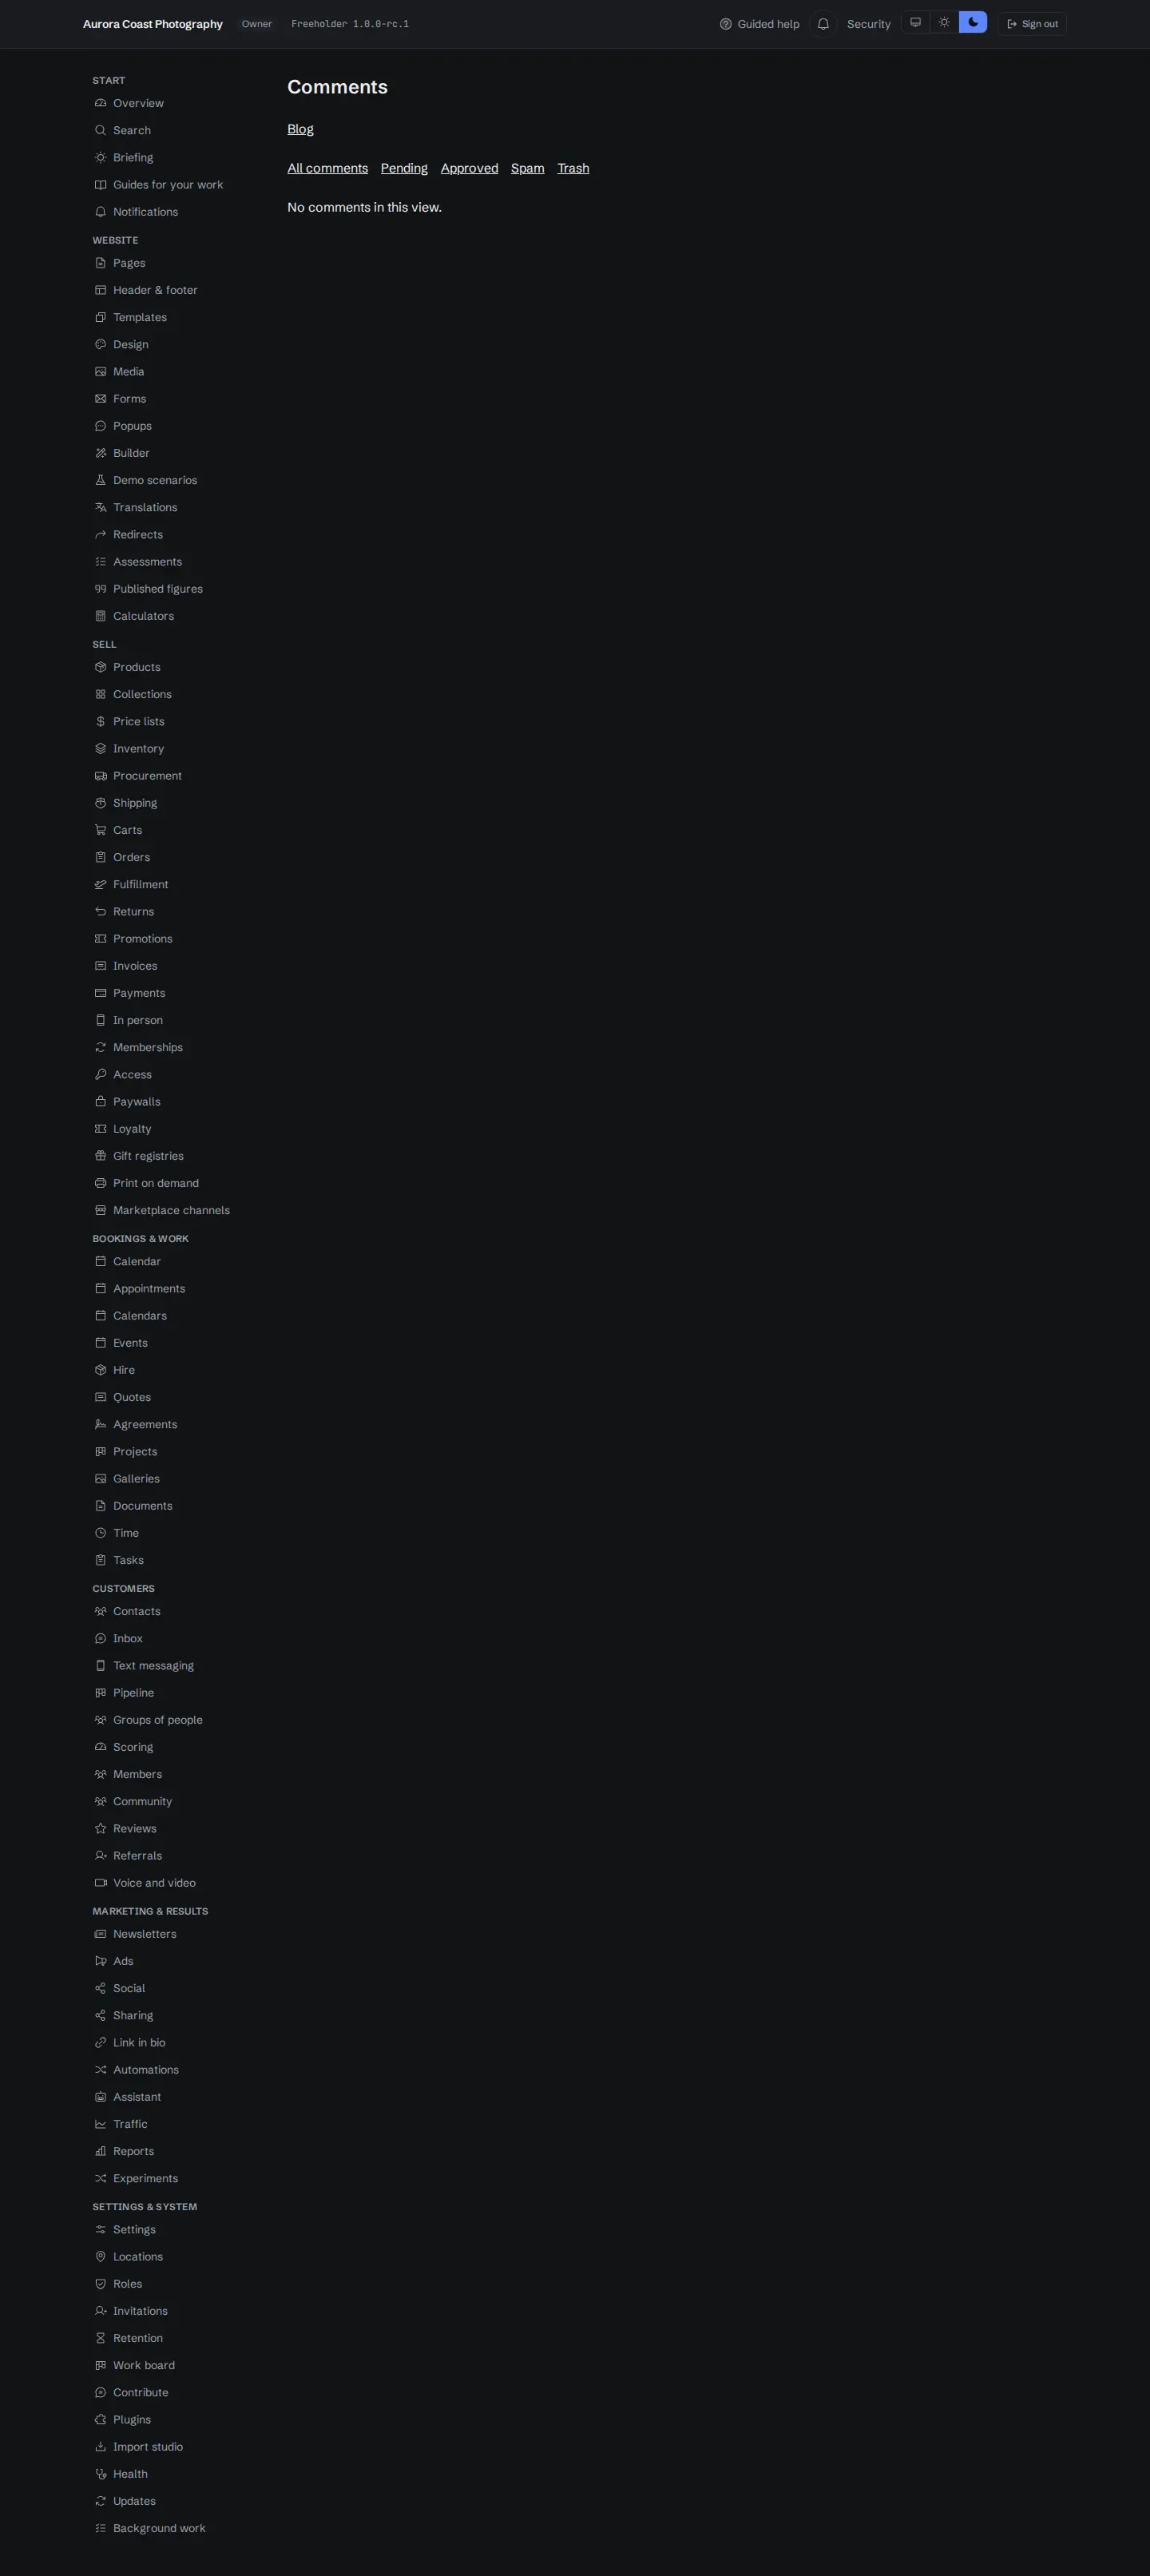 Aurora Coast Photography Owner Freeholder 1.0.0-rc.1 Guided help Security Sign out
START
Overview
Search
Briefing
Guides for your work
Notifications
WEBSITE
Pages
Header & footer
Templates
Design
Media
Forms
Popups
Builder
Demo scenarios
Translations
Redirects
Assessments
Published figures
Calculators
SELL
Products
Collections
Price lists
Inventory
Procurement
Shipping
Carts
Orders
Fulfillment
Returns
Promotions
Invoices
Payments
In person
Memberships
Access
Paywalls
Loyalty
Gift registries
Print on demand
Marketplace channels
BOOKINGS & WORK
Calendar
Appointments
Calendars
Events
Hire
Quotes
Agreements
Projects
Galleries
Documents
Time
Tasks
CUSTOMERS
Contacts
Inbox
Text messaging
Pipeline
Groups of people
Scoring
Members
Community
Reviews
Referrals
Voice and video
MARKETING & RESULTS
Newsletters
Ads
Social
Sharing
Link in bio
Automations
Assistant
Traffic
Reports
Experiments
SETTINGS & SYSTEM
Settings
Locations
Roles
Invitations
Retention
Work board
Contribute
Plugins
Import studio
Health
Updates
Background work
Comments
Blog
All comments Pending Approved Spam Trash
No comments in this view.